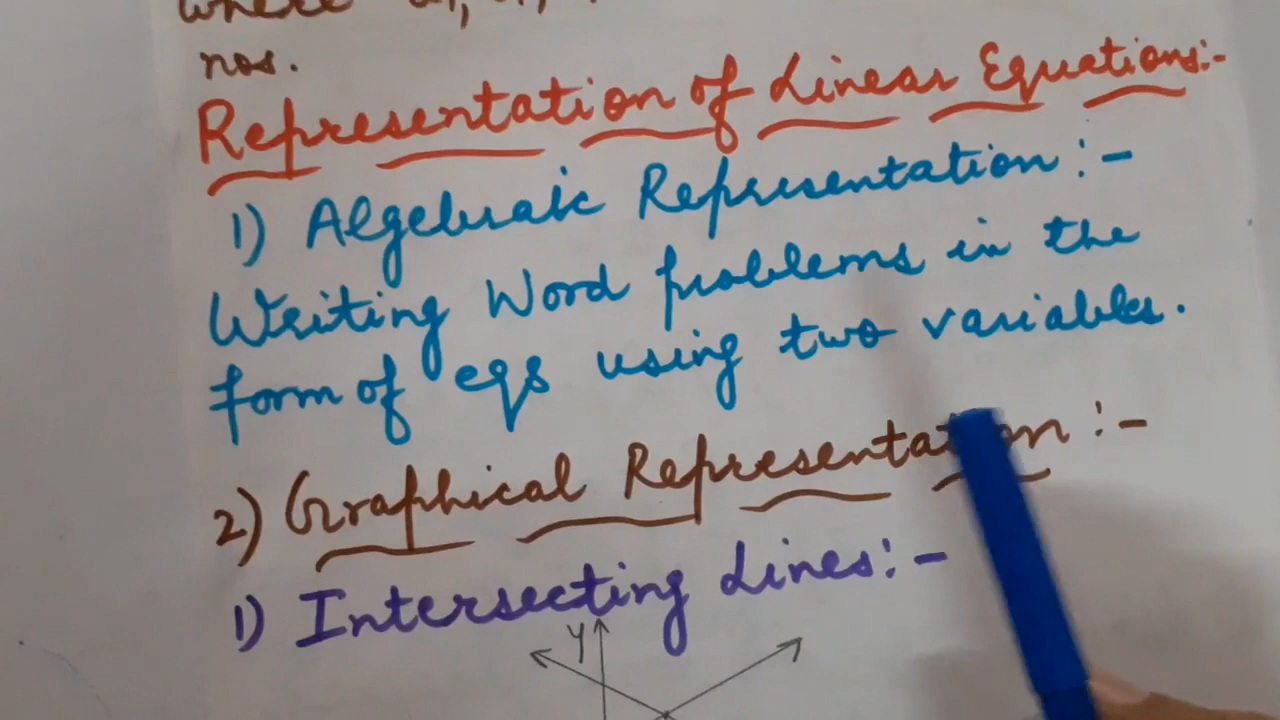 where
nos.
Representation of Linear Equations:-
1) Algebraic Representation:-
Writing Word problems in the
form of eqs using two variables.
2) Graphical Representation:-
1) Intersecting Lines:-
Y